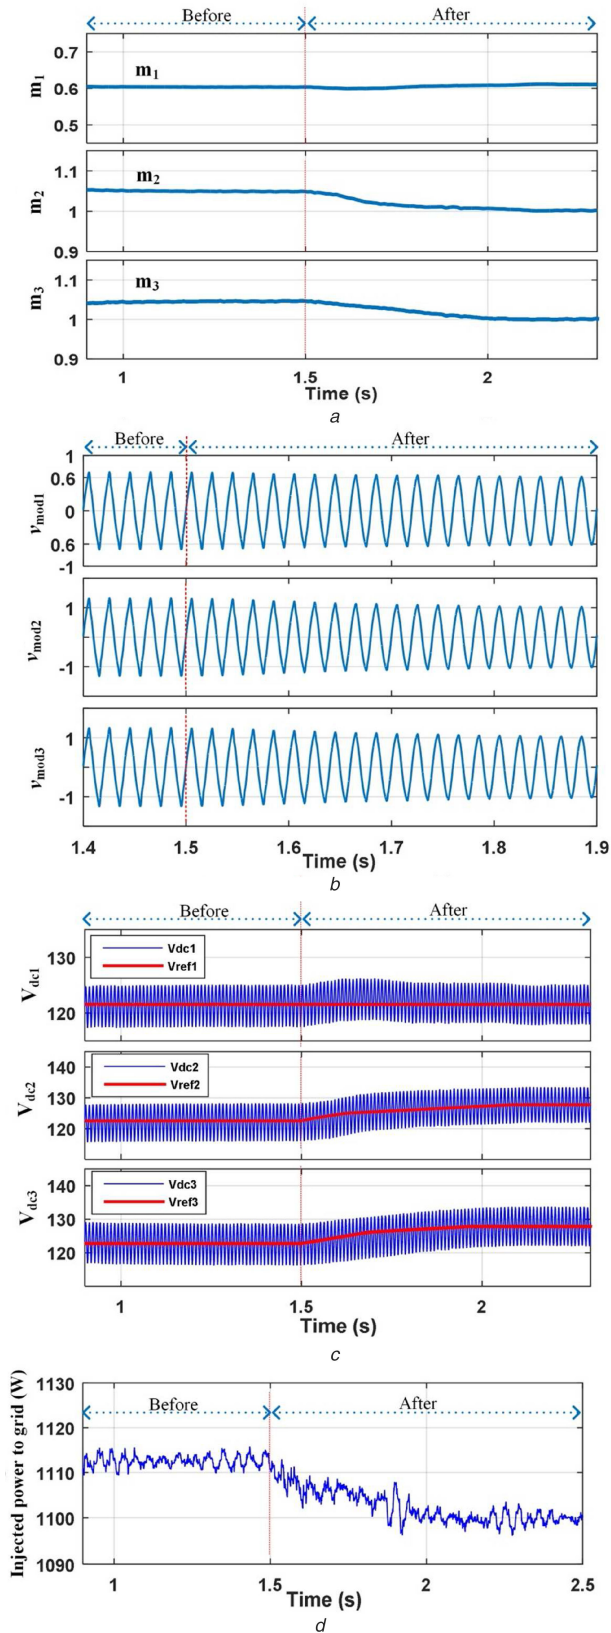 Before After
0.7
0.6
0.5
m1
m1
1.1
1
0.9
m2
m2
1.1
1
0.9
m3
m3
1 1.5 2
Time (s)
a
Before After
1
0.6
0
0.6
-1
vmod1
1
-1
vmod2
1
-1
vmod3
1.4 1.5 1.6 1.7 1.8 1.9
Time (s)
b
Before After
130
120
Vdc1
Vdc1
Vref1
140
130
120
Vdc2
Vdc2
Vref2
140
130
120
Vdc3
Vdc3
Vref3
1 1.5 2
Time (s)
c
1130
1120
1110
1100
1090
Injected power to grid (W)
Before After
1 1.5 2 2.5
Time (s)
d